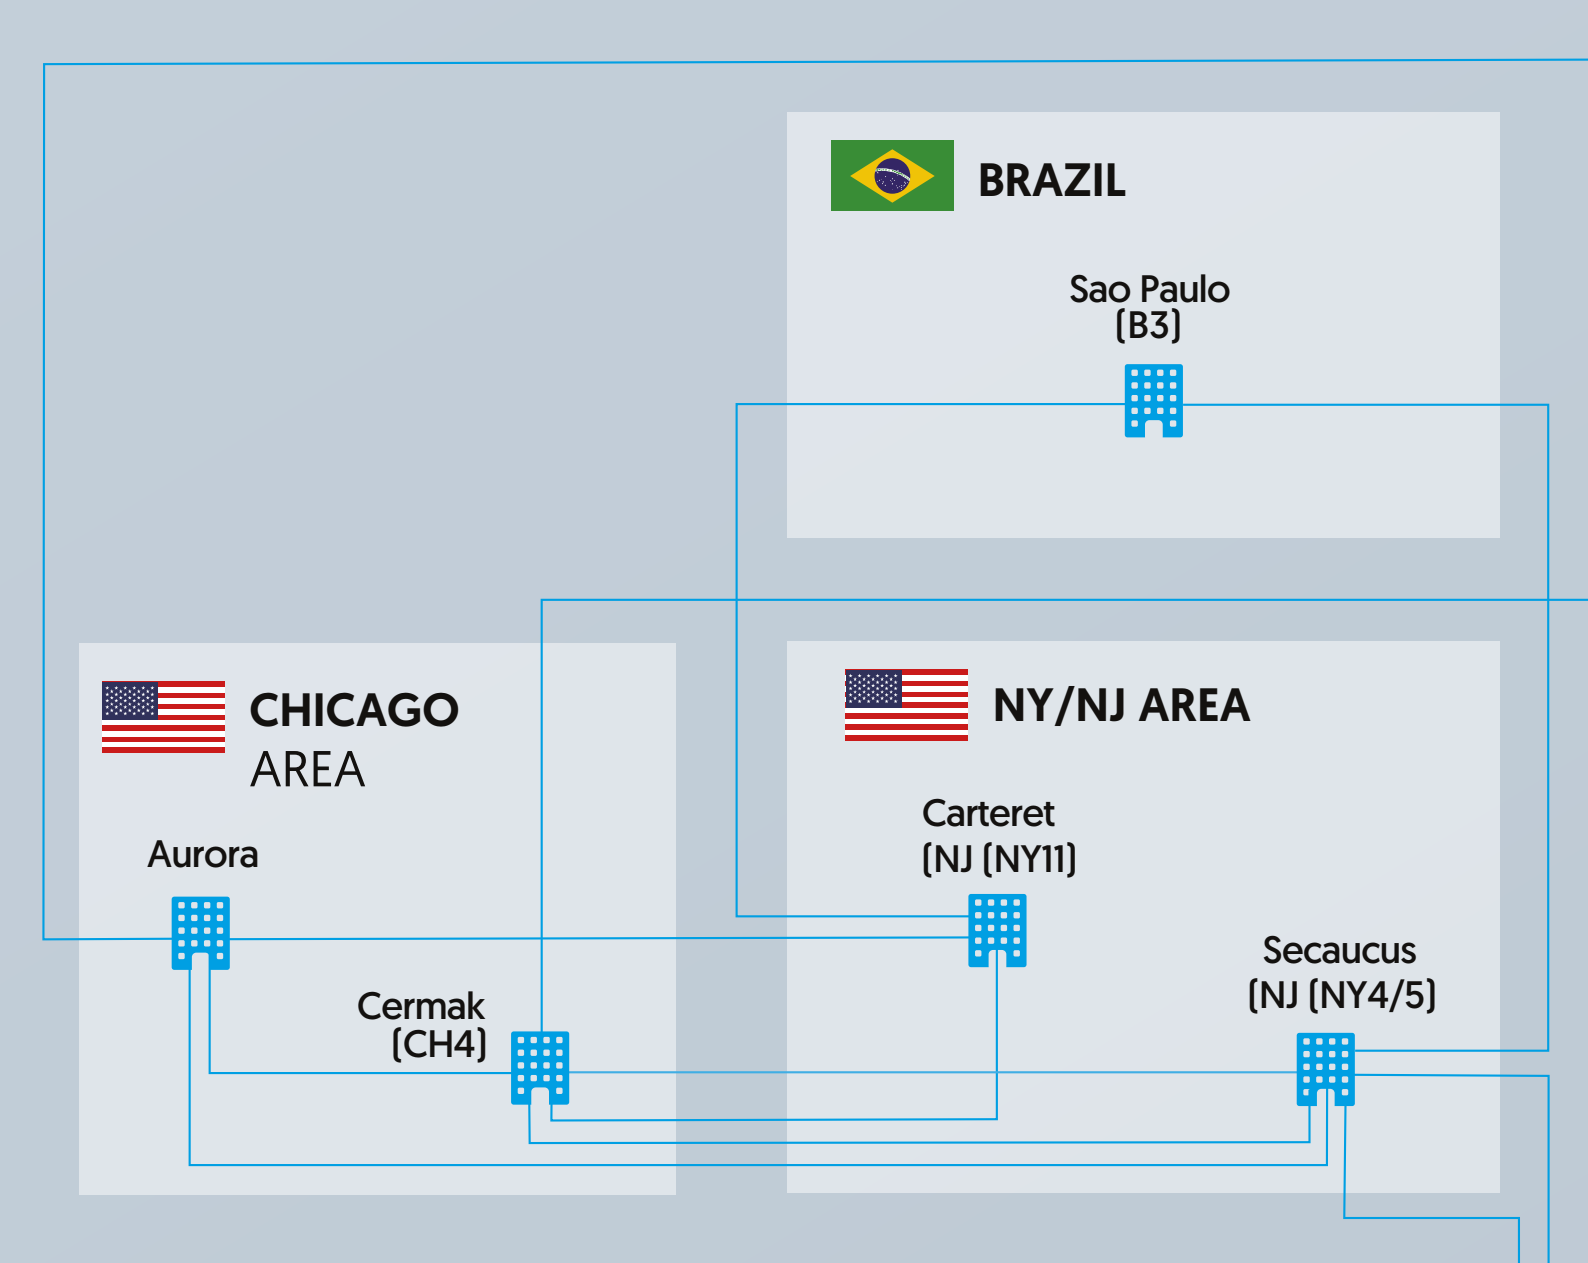 BRAZIL
Sao Paulo
(B3)
CHICAGO
AREA
NY/NJ AREA
Carteret
(NJ (NY11)
Aurora
Secaucus
(NJ (NY4/5)
Cermak
(CH4)